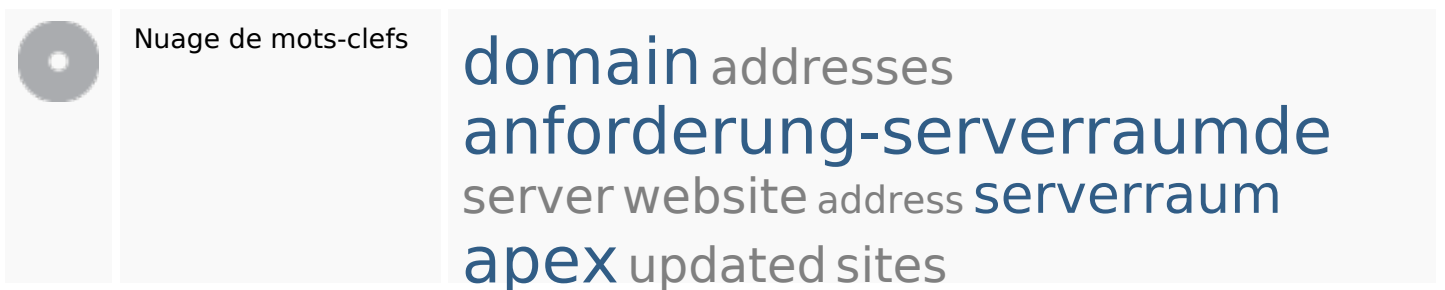 Nuage de mots-clefs
domain addresses
anforderung-serverraumde
server website address serverraum
apex updated sites